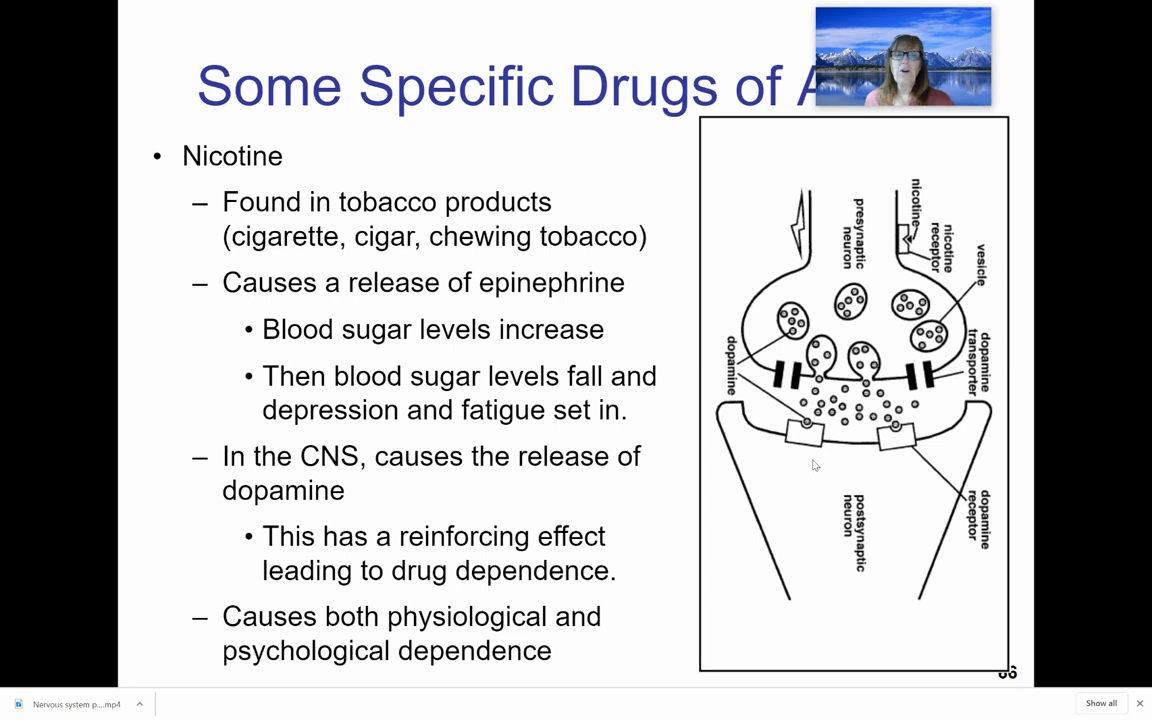 Some Specific Drugs of A
• Nicotine
– Found in tobacco products
(cigarette, cigar, chewing tobacco)
– Causes a release of epinephrine
• Blood sugar levels increase
• Then blood sugar levels fall and
depression and fatigue set in.
– In the CNS, causes the release of
dopamine
• This has a reinforcing effect
leading to drug dependence.
– Causes both physiological and
psychological dependence
nicotine
nicotine
receptor
presynaptic
neuron
vesicle
dopamine
transporter
dopamine
dopamine
receptor
postsynaptic
neuron
Nervous system p....mp4
Show all